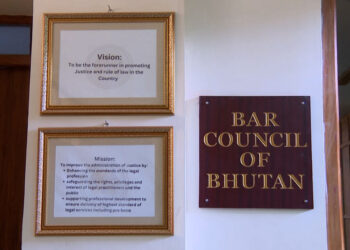 Vision:
To be the forerunner in promoting
Justice and rule of law in the
Country
Mission:
To improve the administration of Justice by:
• Enhancing the standards of the legal
profession
• safeguarding the rights, privileges and
interest of legal practitioners and the
public
• supporting professional development to
ensure delivery of highest standard of
legal services including pro bono
BAR
COUNCIL
OF
BHUTAN